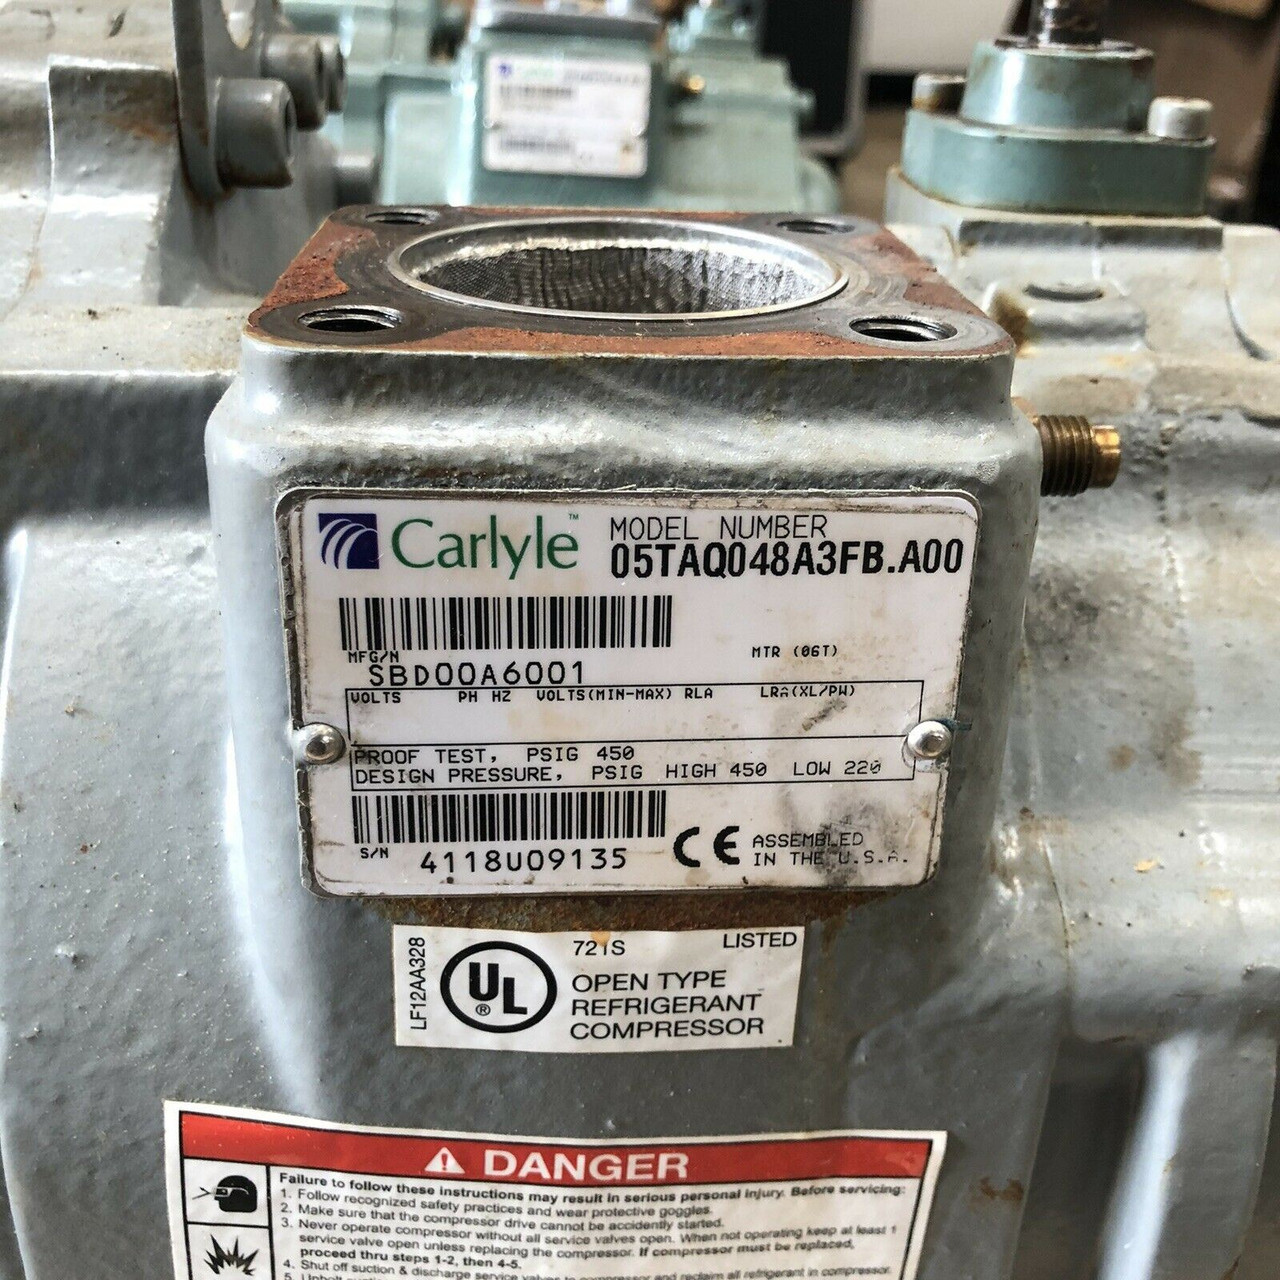 Carlyle™
MODEL NUMBER
05TAQ048A3FB.A00
MFG/N
SBD00A6001
MTR (06T)
VOLTS PH HZ VOLTS(MIN-MAX) RLA LRA(XL/PW)
PROOF TEST, PSIG 450
DESIGN PRESSURE, PSIG HIGH 450 LOW 220
S/N
4118U09135
CE
ASSEMBLED
IN THE U.S.A.
LF12AA328
UL ®
721S LISTED
OPEN TYPE
REFRIGERANT
COMPRESSOR
DANGER
Failure to follow these instructions may result in serious personal injury. Before servicing:
1. Follow recognized safety practices and wear protective goggles.
2. Make sure that the compressor drive cannot be accidently started.
3. Never operate compressor without all service valves open. When not operating keep at least 1
service valve open unless replacing the compressor. If compressor must be replaced,
proceed thru steps 1-2, then 4-5.
4. Shut off suction & discharge service valves to compressor and reclaim all refrigerant in compressor.
5. Unbolt
Carlyle